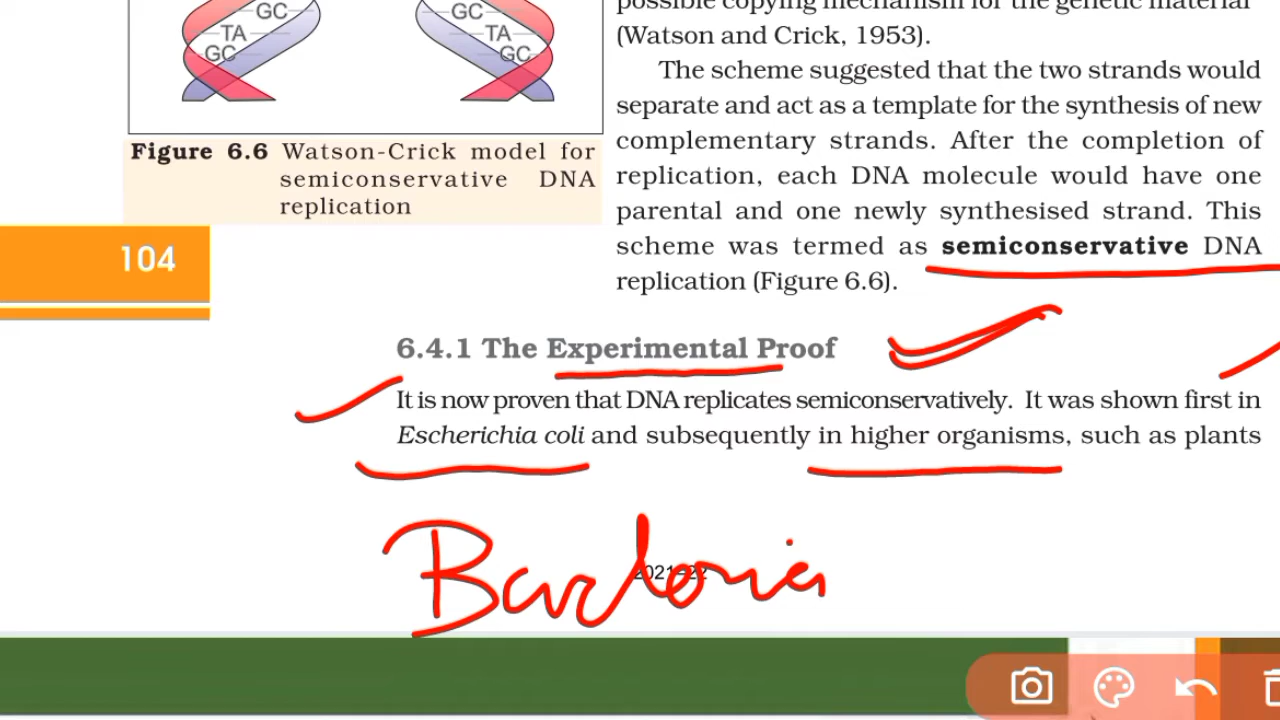 GC
GC
TA
TA
GC
GC
Figure 6.6 Watson-Crick model for
semiconservative DNA
replication
104
possible copying mechanism for the genetic material
(Watson and Crick, 1953).
The scheme suggested that the two strands would
separate and act as a template for the synthesis of new
complementary strands. After the completion of
replication, each DNA molecule would have one
parental and one newly synthesised strand. This
scheme was termed as semiconservative DNA
replication (Figure 6.6).
6.4.1 The Experimental Proof
It is now proven that DNA replicates semiconservatively. It was shown first in
Escherichia coli and subsequently in higher organisms, such as plants
2021-22